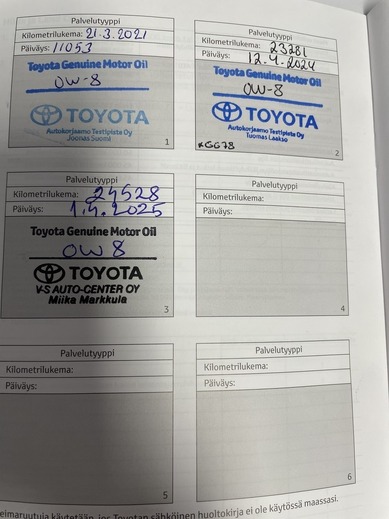 Palvelutyyppi
Kilometrilukema: 21.3.2021
Päiväys: 11053
Toyota Genuine Motor Oil
0W-8
TOYOTA
Autokorjaamo Testipiste Oy
Joonas Suomi
1
Palvelutyyppi
Kilometrilukema: 23281
Päiväys: 12.4.2024
Toyota Genuine Motor Oil
0W-8
TOYOTA
Autokorjaamo Testipiste Oy
Tuomas Laakso
*GG78
2
Palvelutyyppi
Kilometrilukema: 24528
Päiväys: 1.4.2025
Toyota Genuine Motor Oil
0W 8
TOYOTA
V-S AUTO-CENTER OY
Miika Markkula
3
Palvelutyyppi
Kilometrilukema:
Päiväys:
4
Palvelutyyppi
Kilometrilukema:
Päiväys:
5
Palvelutyyppi
Kilometrilukema:
Päiväys:
6
eimaruutuja käytetään, jos Toyotan sähköinen huoltokirja ei ole käytössä maassasi.